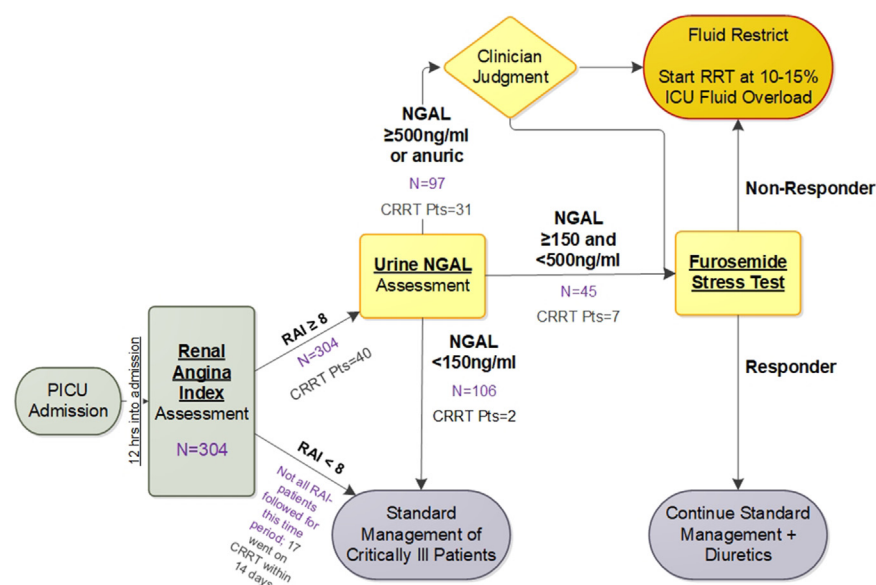 PICU
Admission
12 hrs into admission
Renal
Angina
Index
Assessment
N=304
RAI ≥ 8
N=304
CRRT Pts=40
RAI < 8
Not all RAI-
patients
followed for
this time
period; 17
went on
CRRT within
14 days
Urine NGAL
Assessment
NGAL
≥500ng/ml
or anuric
N=97
CRRT Pts=31
Clinician
Judgment
Fluid Restrict
Start RRT at 10-15%
ICU Fluid Overload
NGAL
≥150 and
<500ng/ml
N=45
CRRT Pts=7
NGAL
<150ng/ml
N=106
CRRT Pts=2
Standard
Management of
Critically Ill Patients
Furosemide
Stress Test
Non-Responder
Responder
Continue Standard
Management +
Diuretics